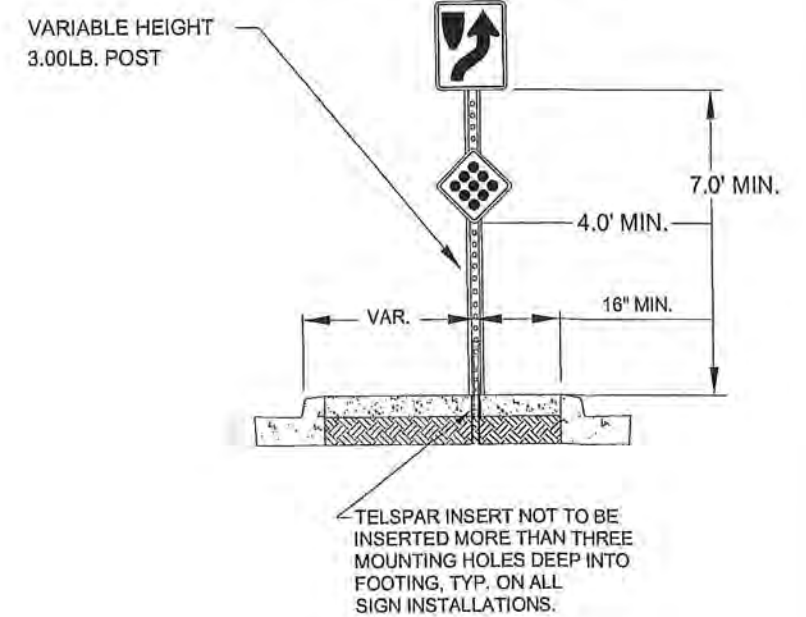 VARIABLE HEIGHT
3.00LB. POST
7.0' MIN.
4.0' MIN.
16" MIN.
VAR.
TELSPAR INSERT NOT TO BE
INSERTED MORE THAN THREE
MOUNTING HOLES DEEP INTO
FOOTING, TYP. ON ALL
SIGN INSTALLATIONS.